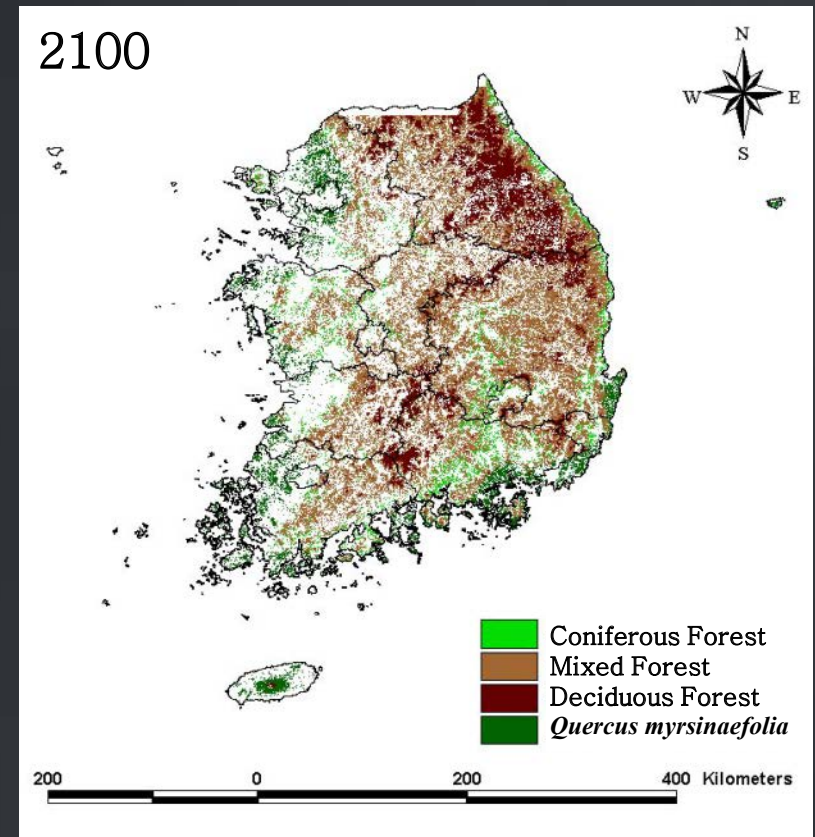 2100
N
W E
S
Coniferous Forest
Mixed Forest
Deciduous Forest
Quercus myrsinaefolia
200 0 200 400 Kilometers